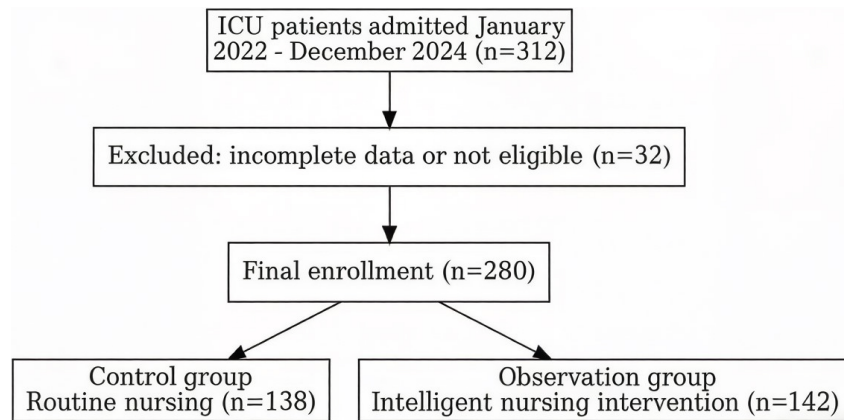 ICU patients admitted January
2022 - December 2024 (n=312)
Excluded: incomplete data or not eligible (n=32)
Final enrollment (n=280)
Control group
Routine nursing (n=138)
Observation group
Intelligent nursing intervention (n=142)